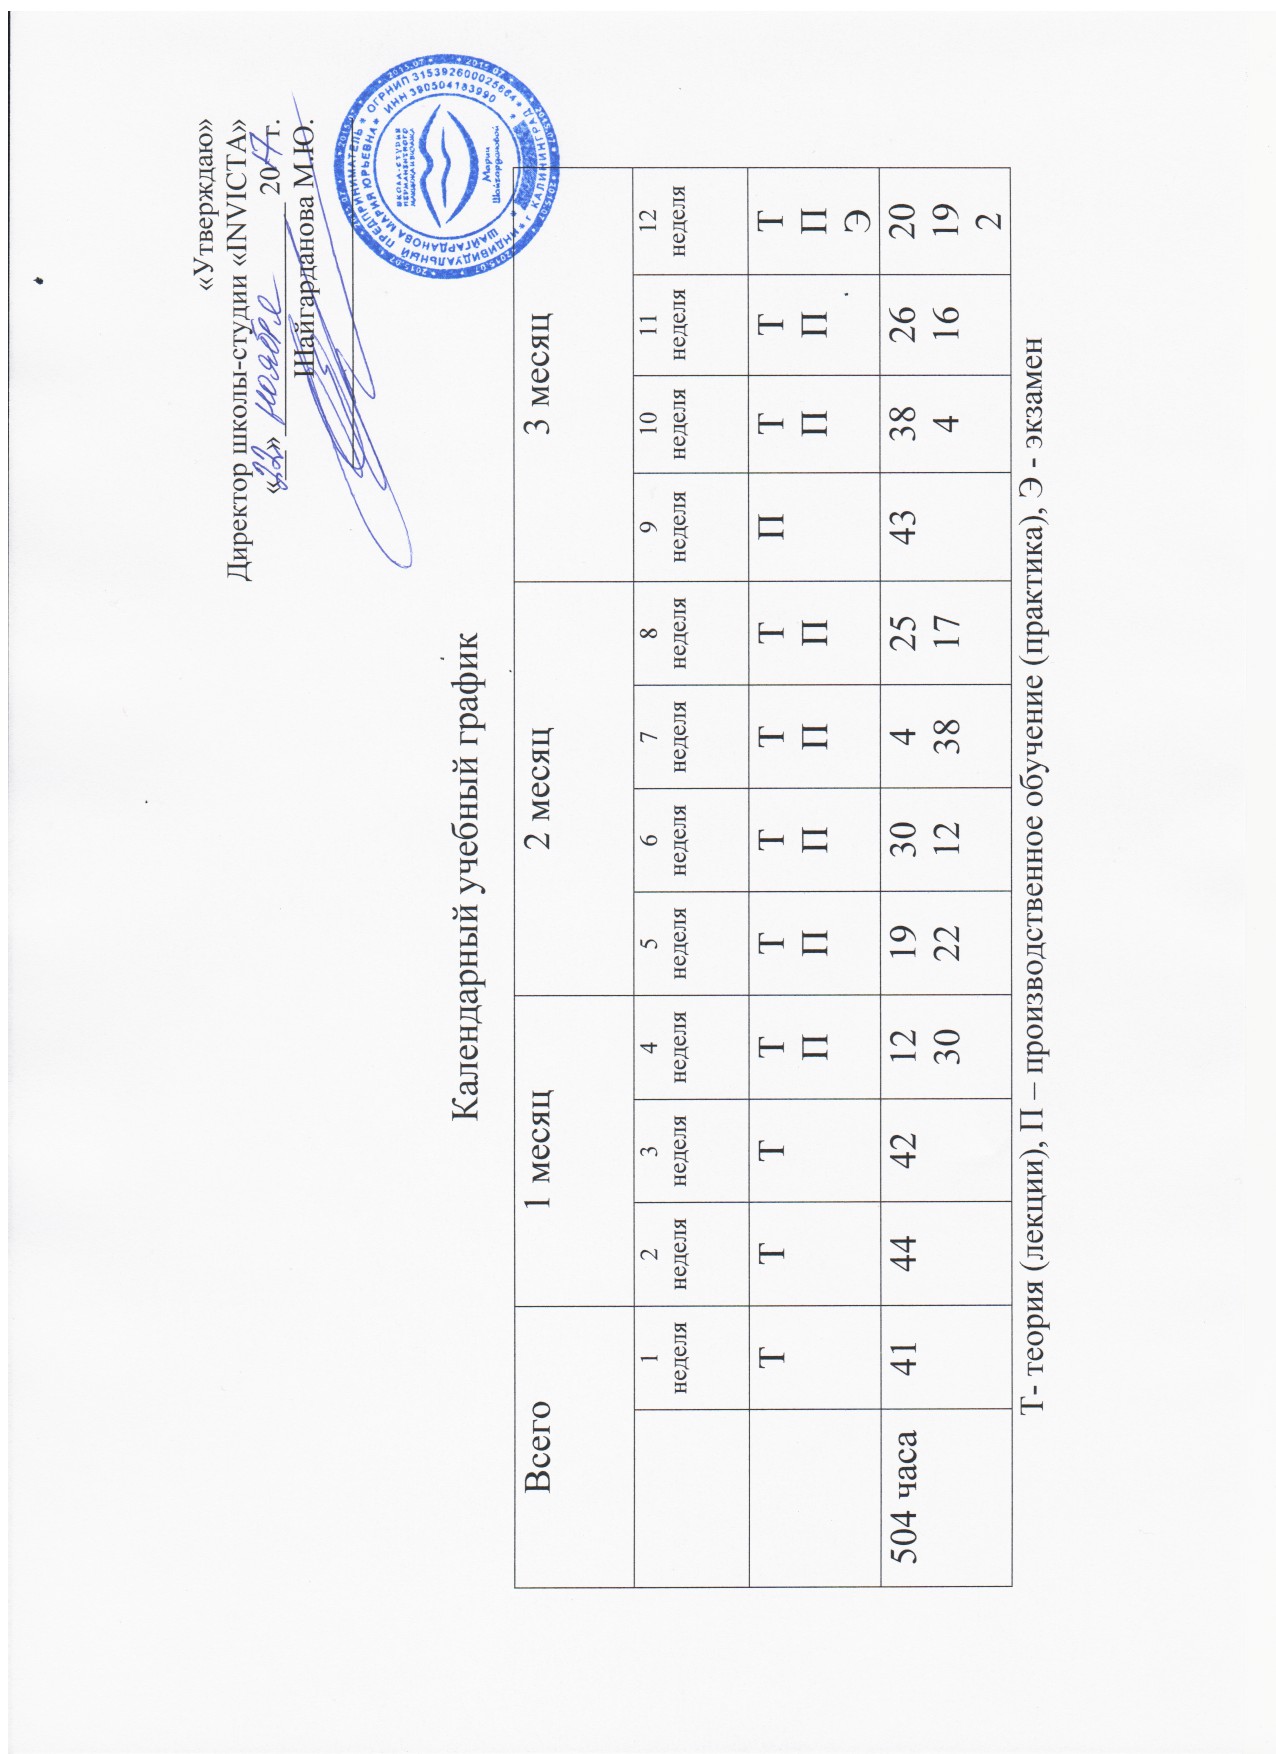 «Утверждаю»
Директор школы-студии «INVICTA»
«22» ноября 2017 г.
Шайгарданова М.Ю.
ИНДИВИДУАЛЬНЫЙ ПРЕДПРИНИМАТЕЛЬ * ОГРНИП 315392600025664 * г КАЛИНИНГРАД *
ШАЙГАРДАНОВА МАРИЯ ЮРЬЕВНА * ИНН 390504183990 *
ШКОЛА-СТУДИЯ
ПЕРМАНЕНТНОГО
МАКИЯЖА И ВИЗАЖА
Марии
Шайгардановой
Календарный учебный график
Всего 1 месяц 2 месяц 3 месяц
1 2 3 4 5 6 7 8 9 10 11 12
неделя неделя неделя неделя неделя неделя неделя неделя неделя неделя неделя неделя
Т Т Т Т Т Т Т Т П Т Т Т
П П П П П П П П
Э
504 часа 41 44 42 12 19 30 4 25 43 38 26 20
30 22 12 38 17 4 16 19
2
Т- теория (лекции), П – производственное обучение (практика), Э - экзамен